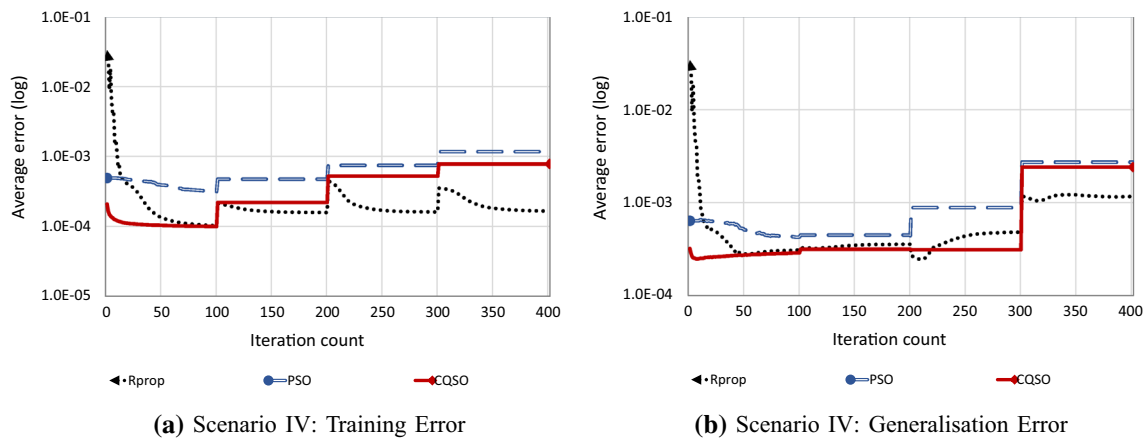 1.0E-01
1.0E-02
1.0E-03
1.0E-04
1.0E-05
Average error (log)
0 50 100 150 200 250 300 350 400
Iteration count
Rprop PSO CQSO
(a) Scenario IV: Training Error
1.0E-01
1.0E-02
1.0E-03
1.0E-04
Average error (log)
0 50 100 150 200 250 300 350 400
Iteration count
Rprop PSO CQSO
(b) Scenario IV: Generalisation Error